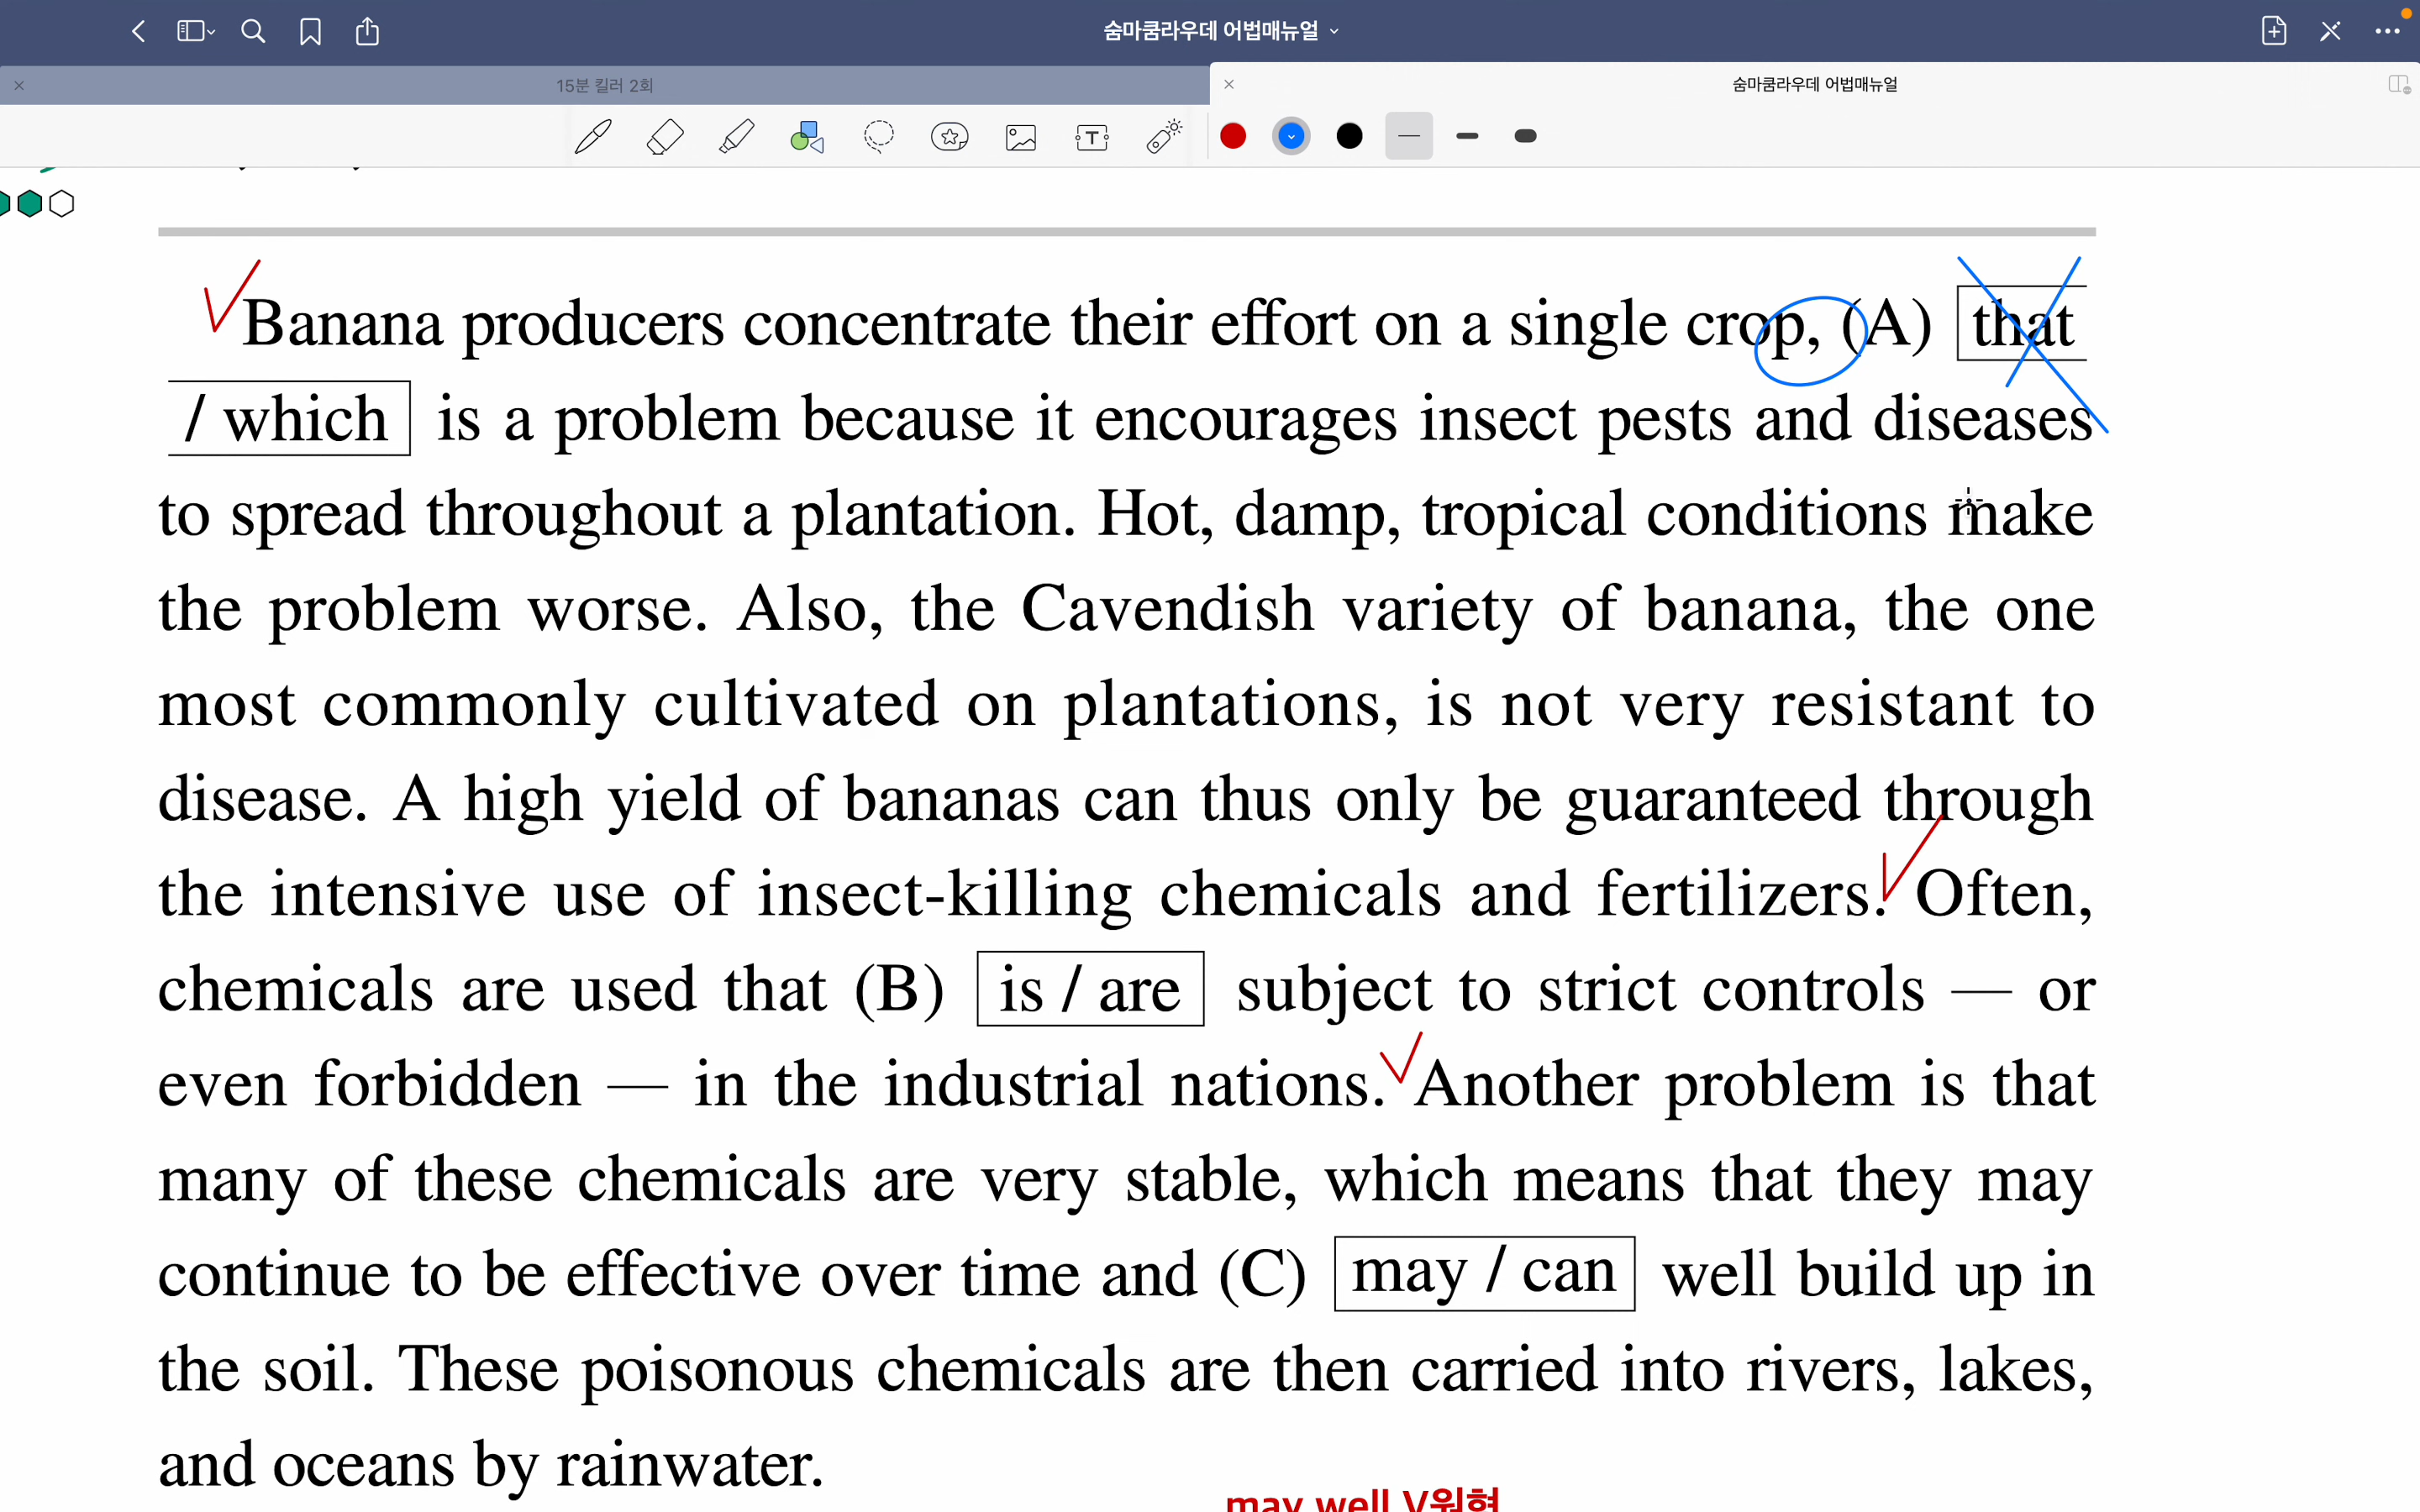 숨마쿰라우데 어법매뉴얼
15분 킬러 2회
숨마쿰라우데 어법매뉴얼
Banana producers concentrate their effort on a single crop, (A) that
/ which is a problem because it encourages insect pests and diseases
to spread throughout a plantation. Hot, damp, tropical conditions make
the problem worse. Also, the Cavendish variety of banana, the one
most commonly cultivated on plantations, is not very resistant to
disease. A high yield of bananas can thus only be guaranteed through
the intensive use of insect-killing chemicals and fertilizers. Often,
chemicals are used that (B) is / are subject to strict controls — or
even forbidden — in the industrial nations. Another problem is that
many of these chemicals are very stable, which means that they may
continue to be effective over time and (C) may / can well build up in
the soil. These poisonous chemicals are then carried into rivers, lakes,
and oceans by rainwater.
may well V원형